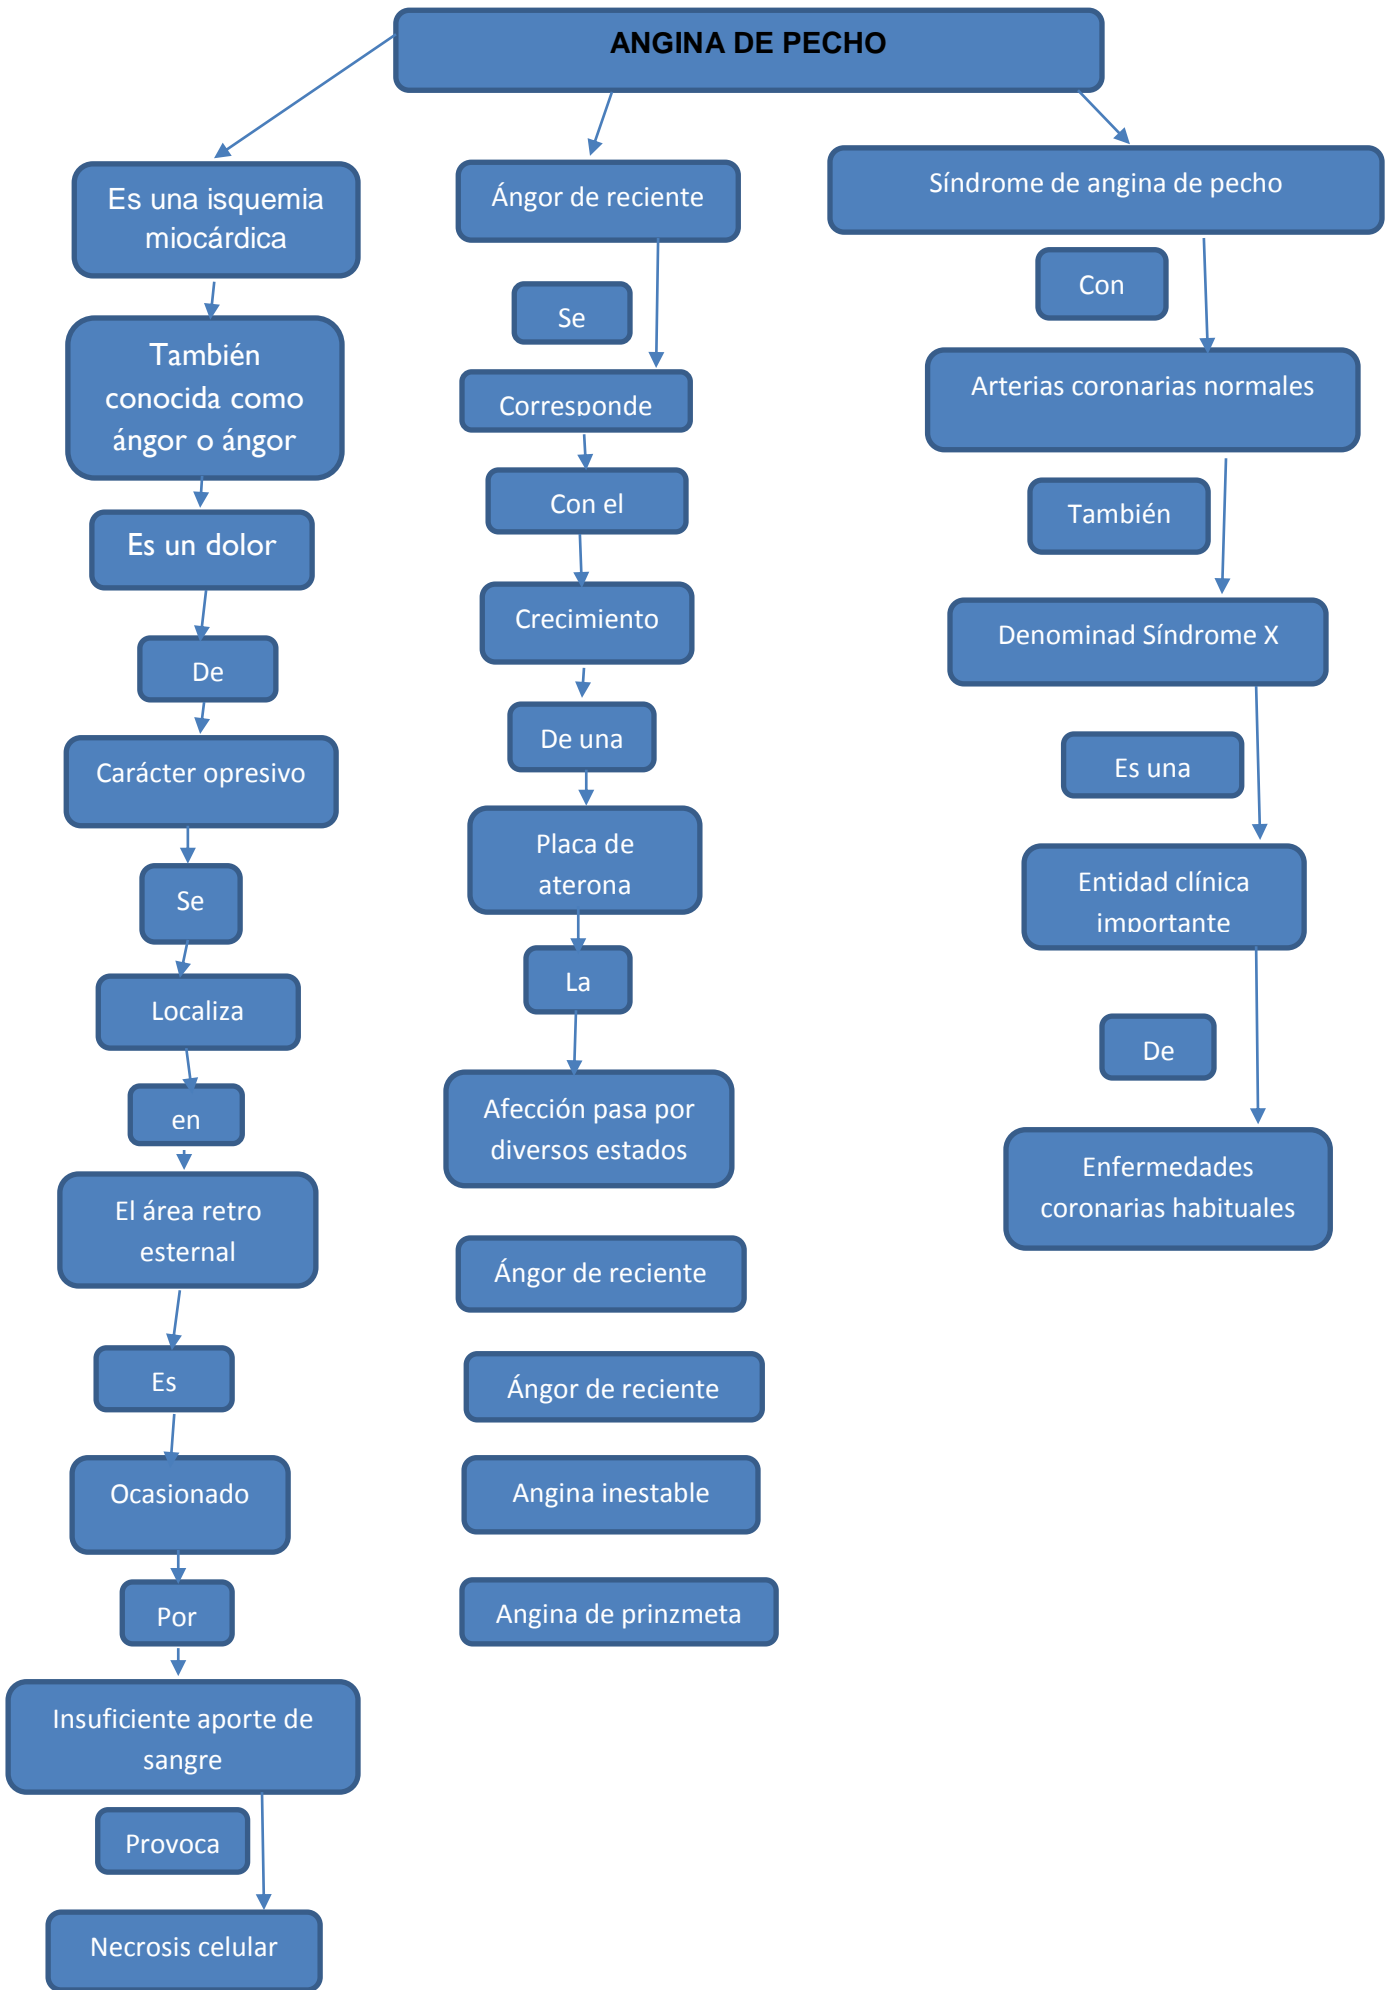 ANGINA DE PECHO
Es una isquemia
miocárdica
También
conocida como
ángor o ángor
Es un dolor
De
Carácter opresivo
Se
Localiza
en
El área retro
esternal
Es
Ocasionado
Por
Insuficiente aporte de
sangre
Provoca
Necrosis celular
Ángor de reciente
Se
Corresponde
Con el
Crecimiento
De una
Placa de
aterona
La
Afección pasa por
diversos estados
Ángor de reciente
Ángor de reciente
Angina inestable
Angina de prinzmeta
Síndrome de angina de pecho
Con
Arterias coronarias normales
También
Denominad Síndrome X
Es una
Entidad clínica
importante
De
Enfermedades
coronarias habituales